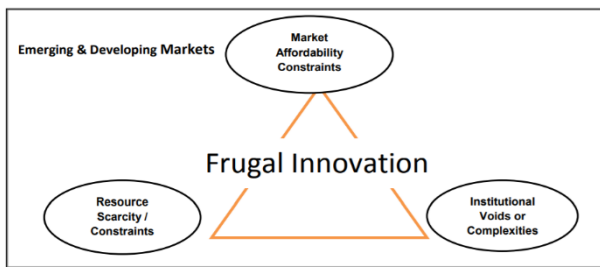 Emerging & Developing Markets
Market
Affordability
Constraints
Frugal Innovation
Resource
Scarcity /
Constraints
Institutional
Voids or
Complexities